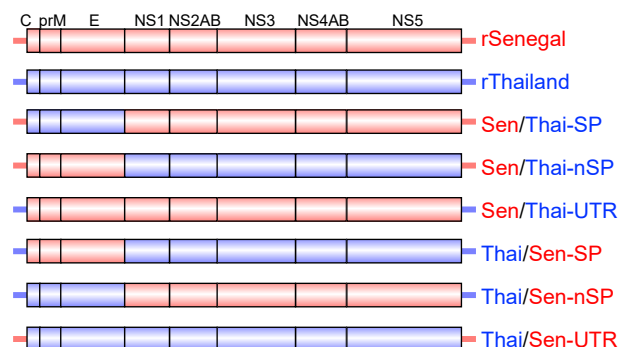 C prM E NS1 NS2AB NS3 NS4AB NS5
rSenegal
rThailand
Sen/Thai-SP
Sen/Thai-nSP
Sen/Thai-UTR
Thai/Sen-SP
Thai/Sen-nSP
Thai/Sen-UTR